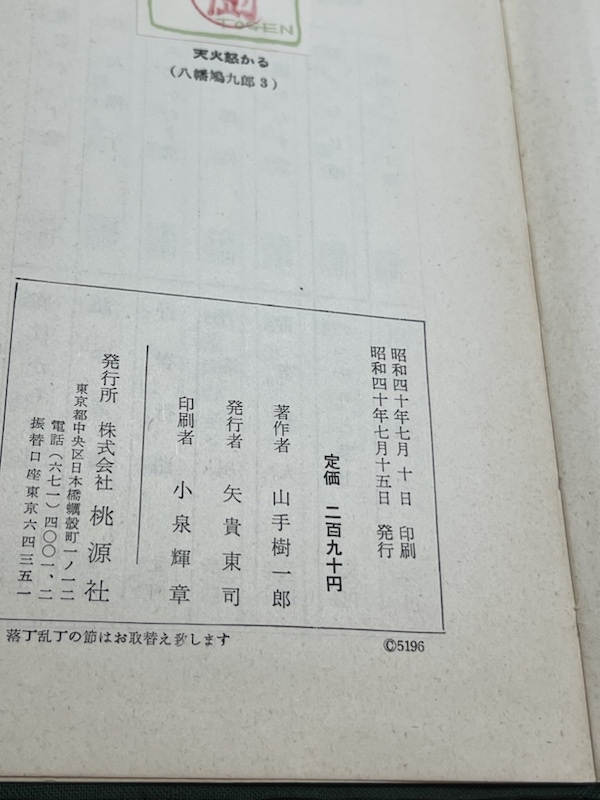 TOGEN
天火怒かる
(八幡鳩九郎3)
昭和四十年七月 十 日 印刷
昭和四十年七月十五日 発行
定価 二百九十円
著作者 山手樹一郎
発行者 矢貴東司
印刷者 小泉輝章
発行所 株式会社 桃源社
東京都中央区日本橋蠣殻町一ノ一二
電話(六七一)四〇〇一、二
振替口座東京六四三五一
落丁乱丁の節はお取替え致します
©5196